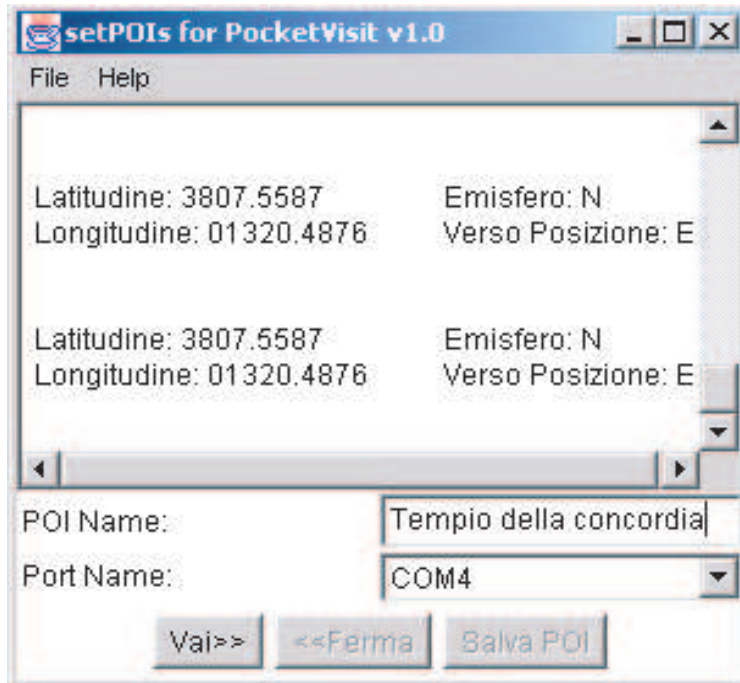 setPOIs for PocketVisit v1.0
File Help
Latitudine: 3807.5587 Emisfero: N
Longitudine: 01320.4876 Verso Posizione: E
Latitudine: 3807.5587 Emisfero: N
Longitudine: 01320.4876 Verso Posizione: E
POI Name: Tempio della concordia
Port Name: COM4
Vai>> <<Ferma Salva POI